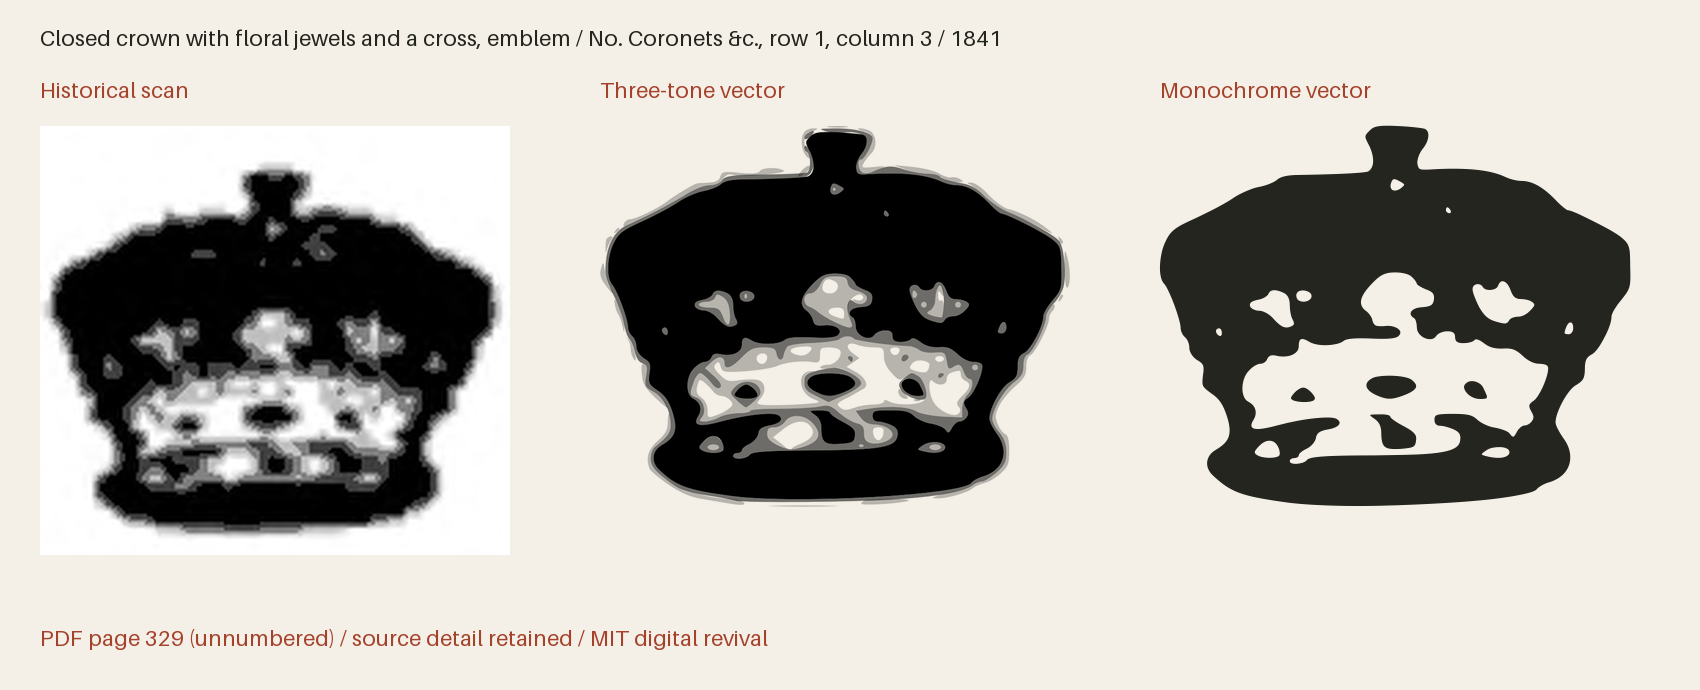 Closed crown with floral jewels and a cross, emblem / No. Coronets &c., row 1, column 3 / 1841
Historical scan
Three-tone vector
Monochrome vector
PDF page 329 (unnumbered) / source detail retained / MIT digital revival